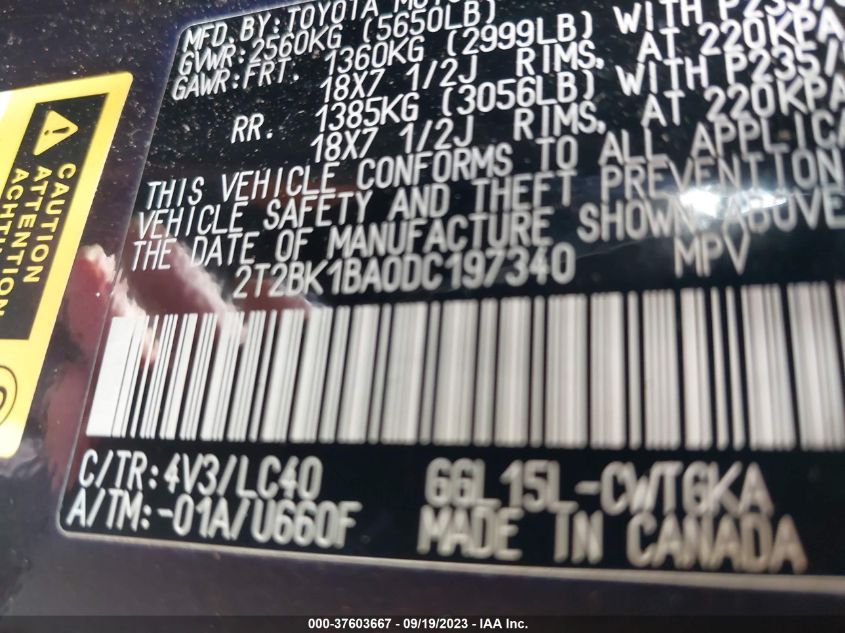 MFD.BY:TOYOTA MOTO
GVWR:2560KG (5650LB)
GAWR:FRT. 1360KG (2999LB) WITH P235/
18X7 1/2J RIMS, AT 220KPA
RR. 1385KG (3056LB) WITH P235/
18X7 1/2J RIMS, AT 220KPA
THIS VEHICLE CONFORMS TO ALL APPLICA
VEHICLE SAFETY AND THEFT PREVENTION
THE DATE OF MANUFACTURE SHOWN ABOVE
2T2BK1BA0DC197340 MPV
C/TR:4V3/LC40 GGL15L-CWTGKA
A/TM:-01A/U660F MADE IN CANADA
CAUTION
ATTENTION
ACHTU
000-37603667 - 09/19/2023 - IAA Inc.